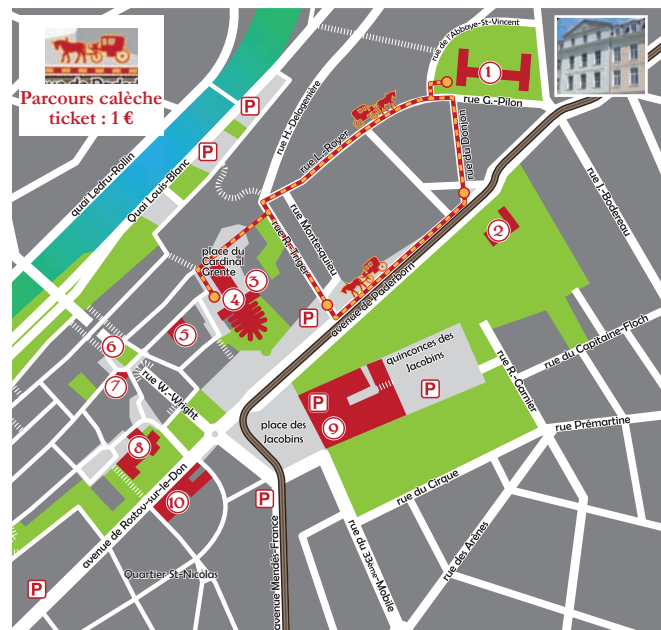 Parcours calèche
ticket : 1 €
rue de l'Abbaye-St-Vincent
1
rue G.-Pilon
P
P
quai Ledru-Rollin
Quai Louis-Blanc
rue H.-Delagenière
rue L.-Royer
rue du Donjon
rue J.-Bodereau
2
rue Montesquieu
rue R.-Triger
place du
Cardinal
Grente
3
4
avenue de Paderborn
P
5
6
7
rue W.-Wright
quinconces des
Jacobins
P
P
9
place des
Jacobins
rue R.-Garnier
rue du Capitaine-Floch
rue Prémartine
8
10
avenue de Rostov-sur-le-Don
P
rue du Cirque
rue des Arènes
rue du 33ème-Mobile
avenue Mendès-France
Quartier St-Nicolas
P